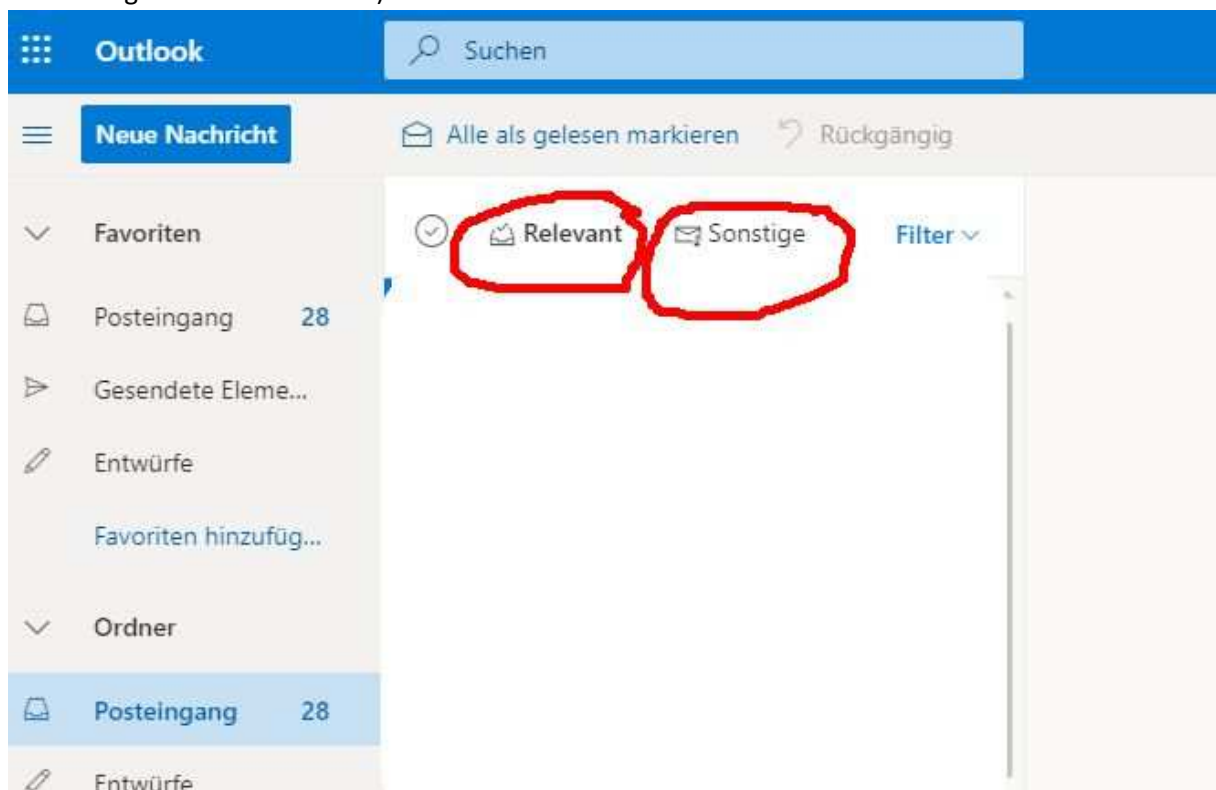 Outlook Suchen
Neue Nachricht Alle als gelesen markieren Rückgängig
Favoriten Relevant Sonstige Filter
Posteingang 28
Gesendete Eleme...
Entwürfe
Favoriten hinzufüg...
Ordner
Posteingang 28
Entwürfe